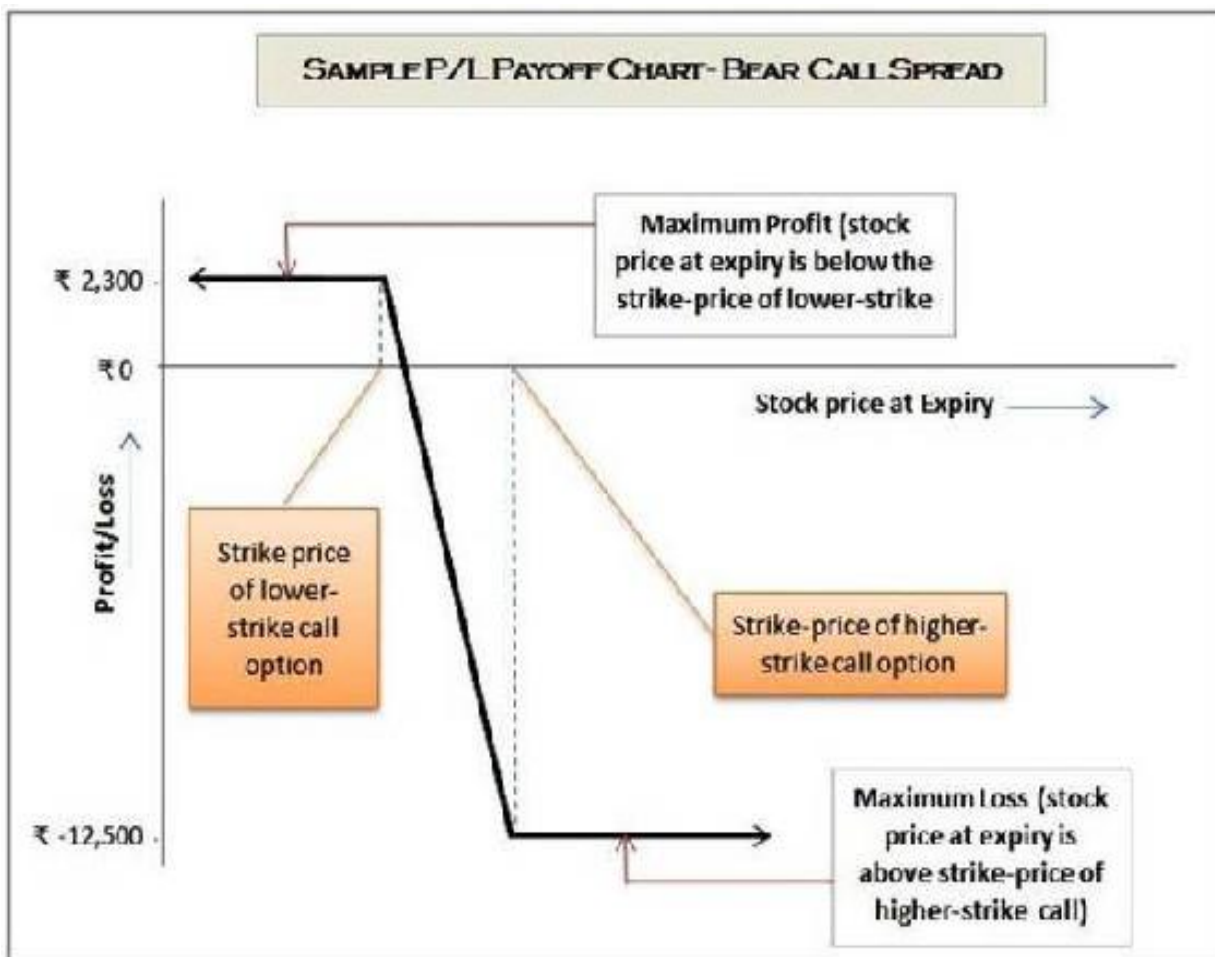 SAMPLE P/L PAYOFF CHART- BEAR CALL SPREAD
Maximum Profit (stock
price at expiry is below the
strike-price of lower-strike
₹ 2,300
₹ 0
Stock price at Expiry
Profit/Loss
Strike price
of lower-
strike call
option
Strike-price of higher-
strike call option
₹ -12,500
Maximum Loss (stock
price at expiry is
above strike-price of
higher-strike call)